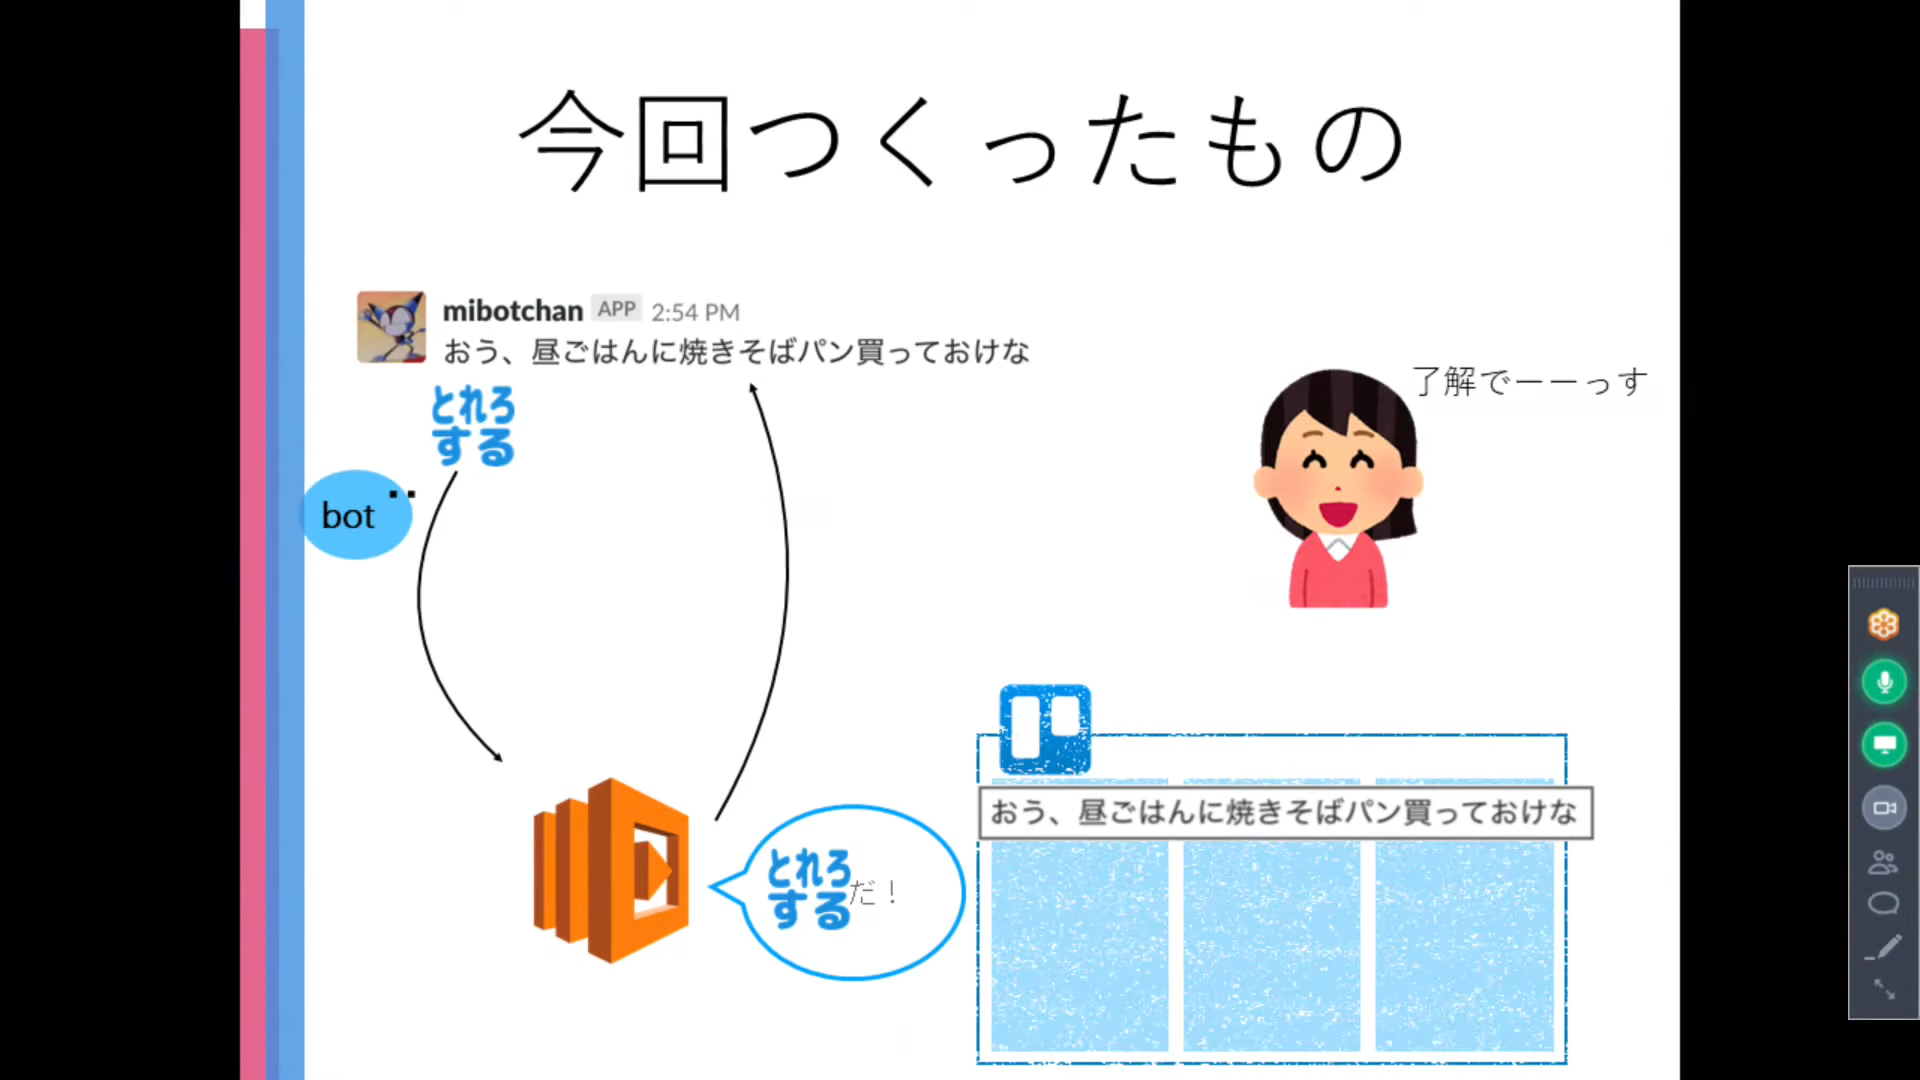 今回つくったもの
mibotchan APP 2:54 PM
おう、昼ごはんに焼きそばパン買っておけな
とれろ
する
bot
了解でーーっす
とれろ
するだ！
おう、昼ごはんに焼きそばパン買っておけな